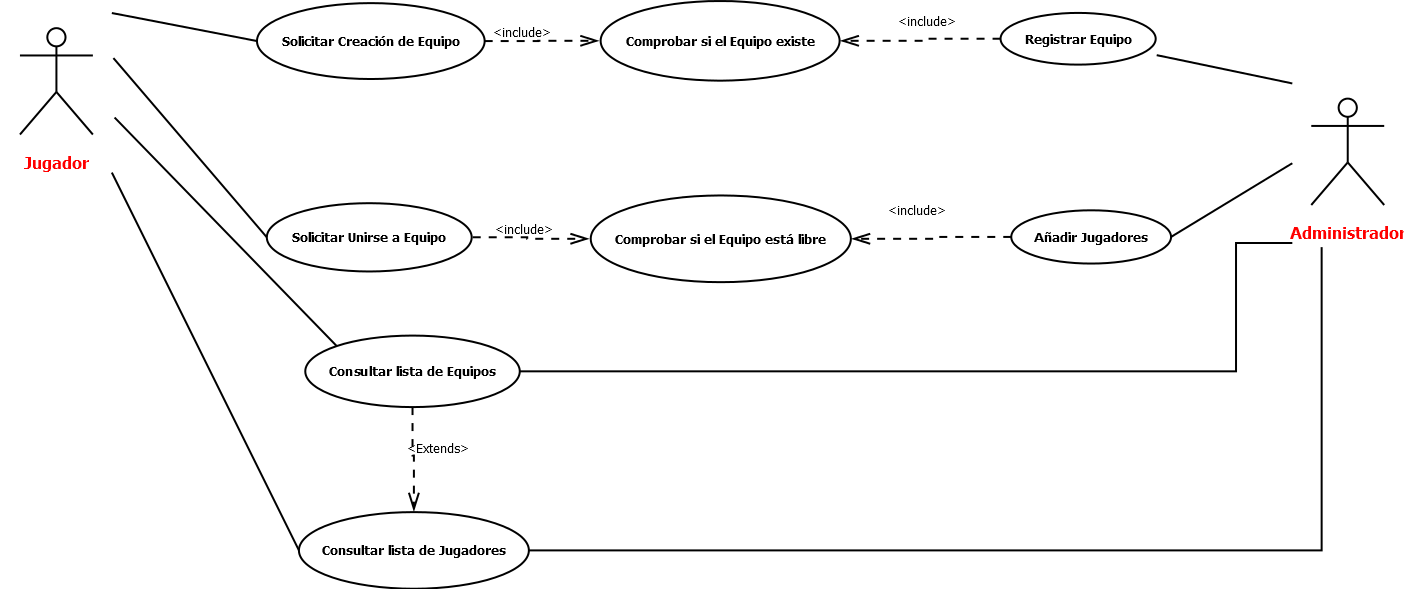 <include>
Solicitar Creación de Equipo
<include>
Comprobar si el Equipo existe
Registrar Equipo
Jugador
<include>
<include>
Administrador
Solicitar Unirse a Equipo
Comprobar si el Equipo está libre
Añadir Jugadores
Consultar lista de Equipos
<Extends>
Consultar lista de Jugadores